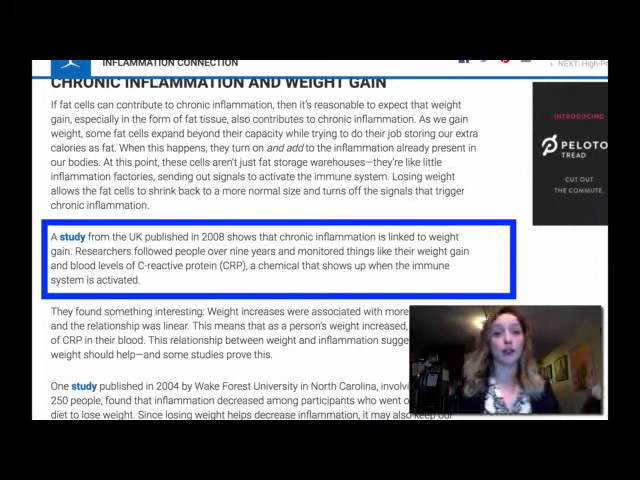 INFLAMMATION CONNECTION
NEXT: High-Pr
CHRONIC INFLAMMATION AND WEIGHT GAIN
If fat cells can contribute to chronic inflammation, then it's reasonable to expect that weight
gain, especially in the form of fat tissue, also contributes to chronic inflammation. As we gain
weight, some fat cells expand beyond their capacity while trying to do their job storing our extra
calories as fat. When this happens, they turn on and add to the inflammation already present in
our bodies. At this point, these cells aren't just fat storage warehouses—they're like little
inflammation factories, sending out signals to activate the immune system. Losing weight
allows the fat cells to shrink back to a more normal size and turns off the signals that trigger
chronic inflammation.
A study from the UK published in 2008 shows that chronic inflammation is linked to weight
gain. Researchers followed people over nine years and monitored things like their weight gain
and blood levels of C-reactive protein (CRP), a chemical that shows up when the immune
system is activated.
They found something interesting: Weight increases were associated with more
and the relationship was linear. This means that as a person's weight increased,
of CRP in their blood. This relationship between weight and inflammation sugge
weight should help—and some studies prove this.
One study published in 2004 by Wake Forest University in North Carolina, involvi
250 people, found that inflammation decreased among participants who went o
diet to lose weight. Since losing weight helps decrease inflammation, it may also keep our
INTRODUCING
PELOTO
TREAD
CUT OUT
THE COMMUTE.